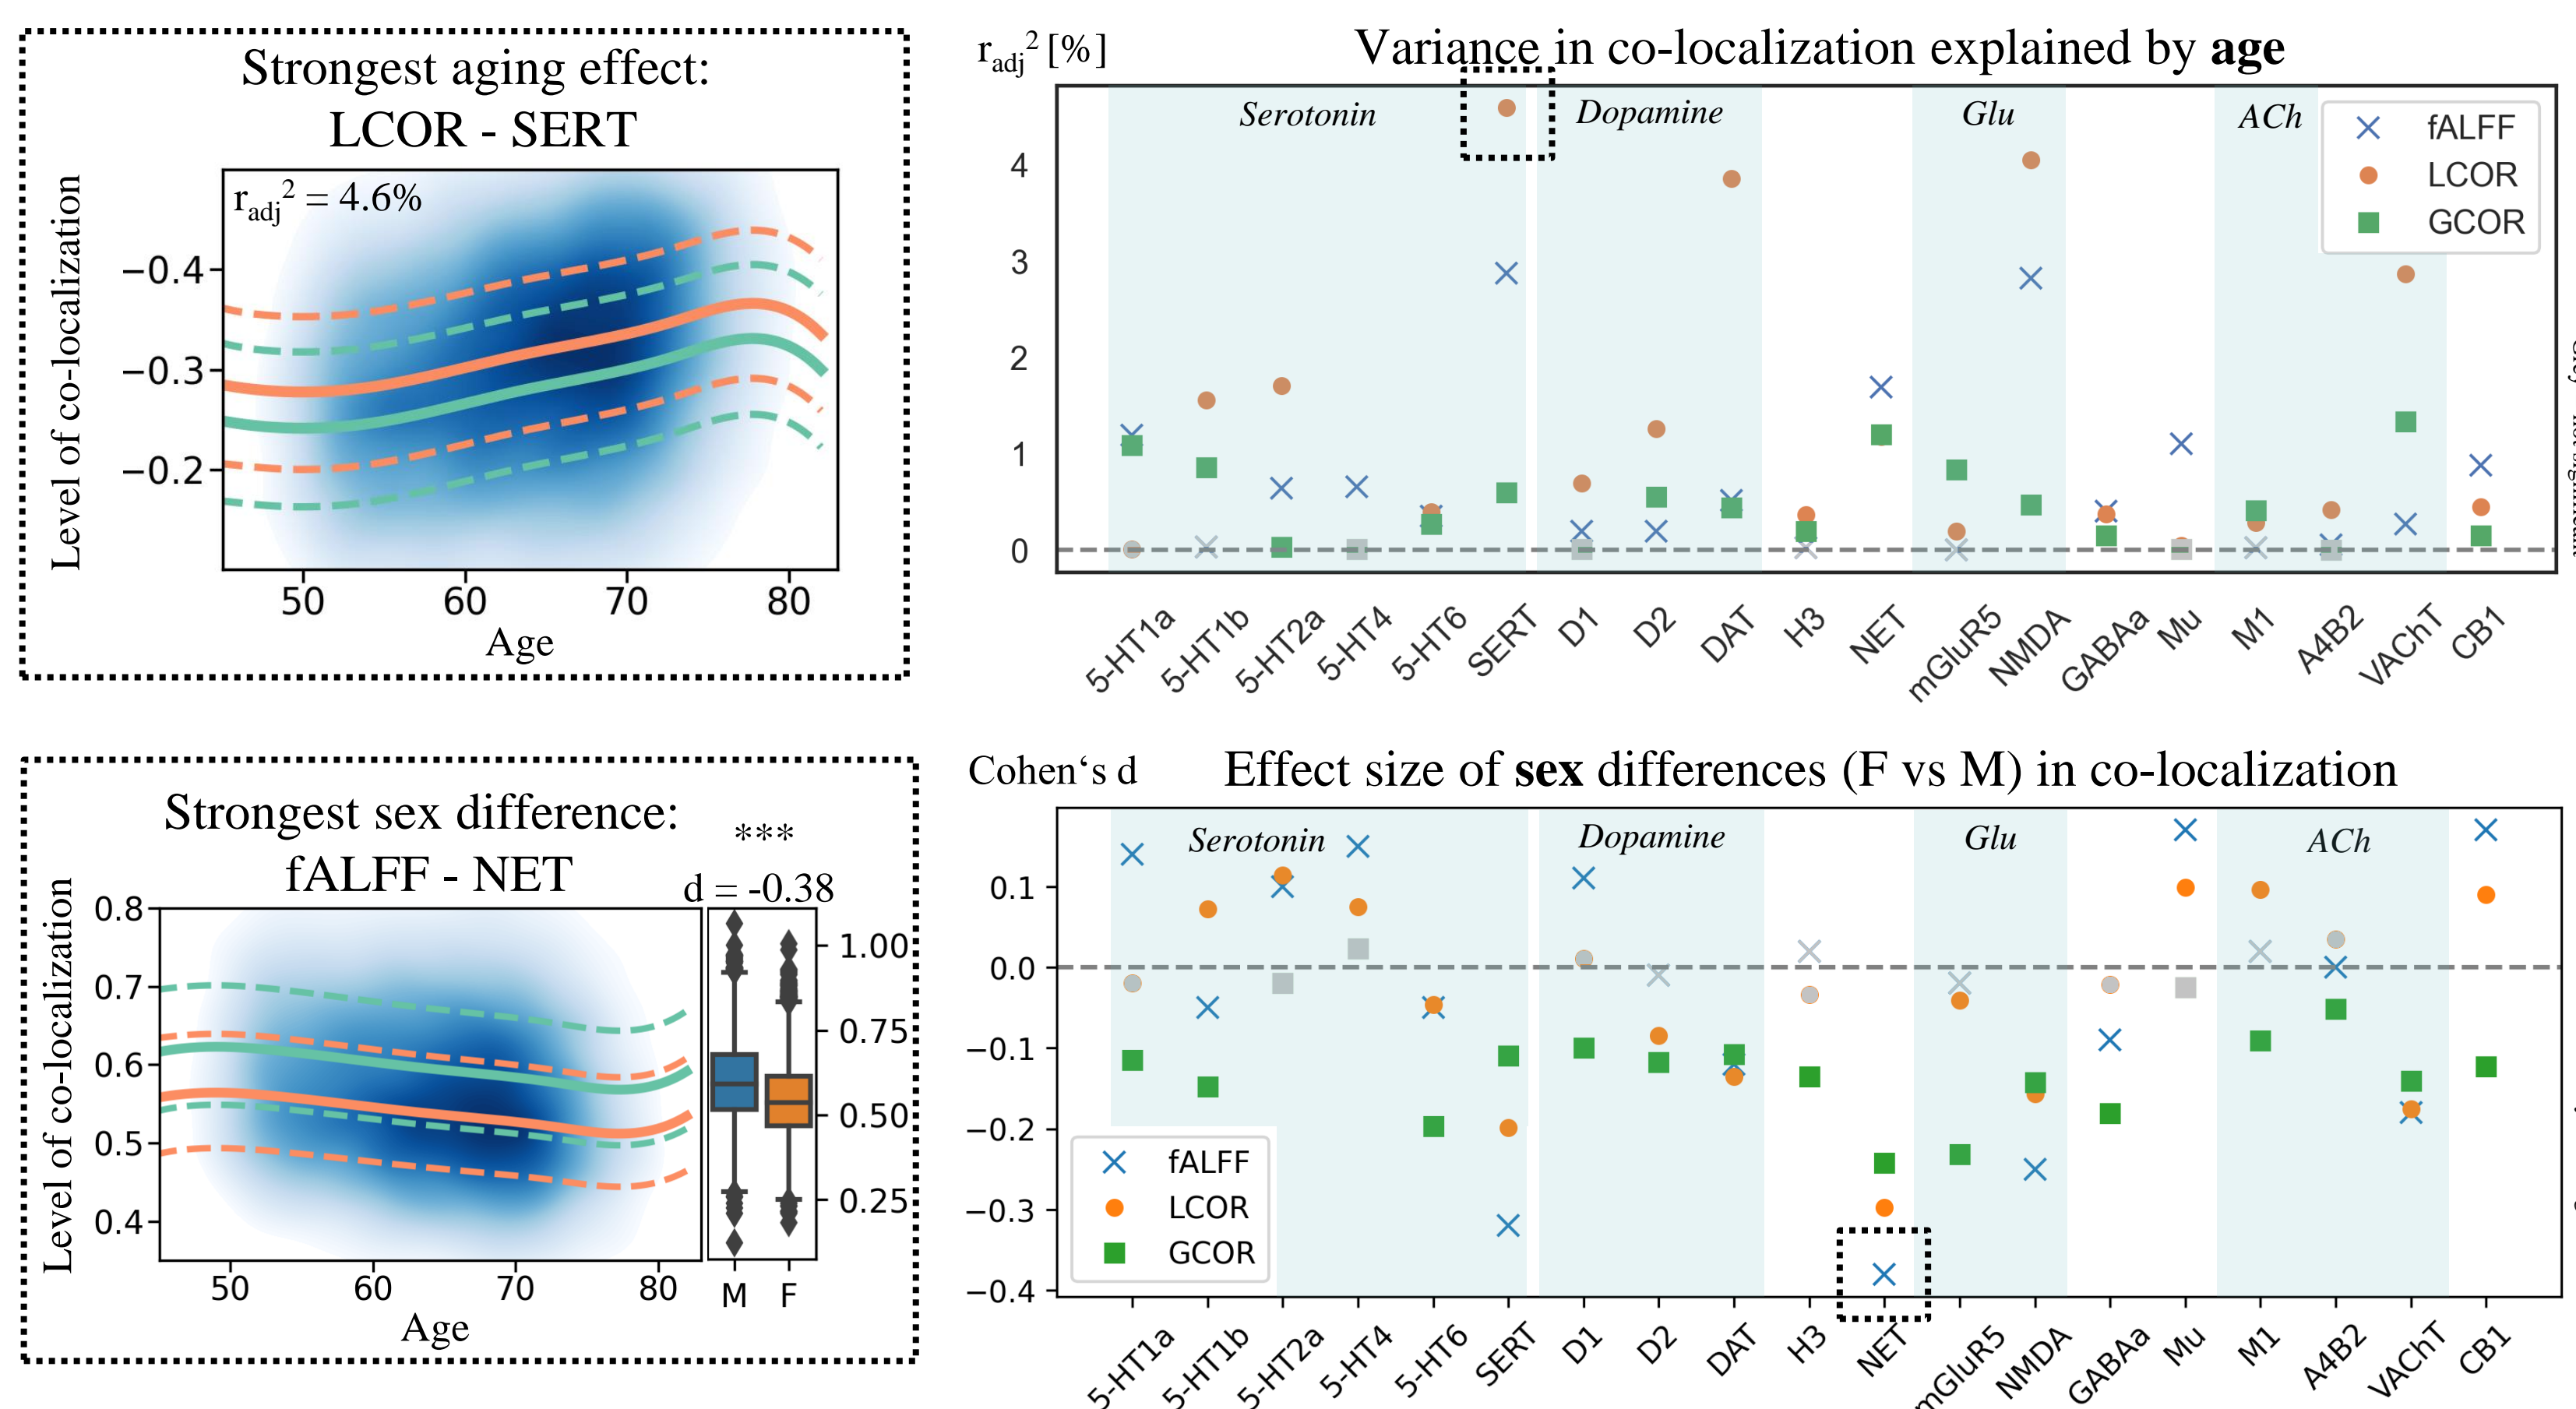 Strongest aging effect:
LCOR - SERT
r_adj² = 4.6%
Level of co-localization
−0.4
−0.3
−0.2
50 60 70 80
Age
r_adj² [%]
Variance in co-localization explained by age
Serotonin Dopamine Glu ACh
fALFF
LCOR
GCOR
4
3
2
1
0
5-HT1a 5-HT1b 5-HT2a 5-HT4 5-HT6 SERT D1 D2 DAT H3 NET mGluR5 NMDA GABAa Mu M1 A4B2 VAChT CB1
Strongest sex difference:
fALFF - NET
***
d = -0.38
Level of co-localization
0.8
0.7
0.6
0.5
0.4
50 60 70 80
Age
1.00
0.75
0.50
0.25
M F
Cohen‘s d
Effect size of sex differences (F vs M) in co-localization
Serotonin Dopamine Glu ACh
0.1
0.0
−0.1
−0.2
−0.3
−0.4
fALFF
LCOR
GCOR
5-HT1a 5-HT1b 5-HT2a 5-HT4 5-HT6 SERT D1 D2 DAT H3 NET mGluR5 NMDA GABAa Mu M1 A4B2 VAChT CB1